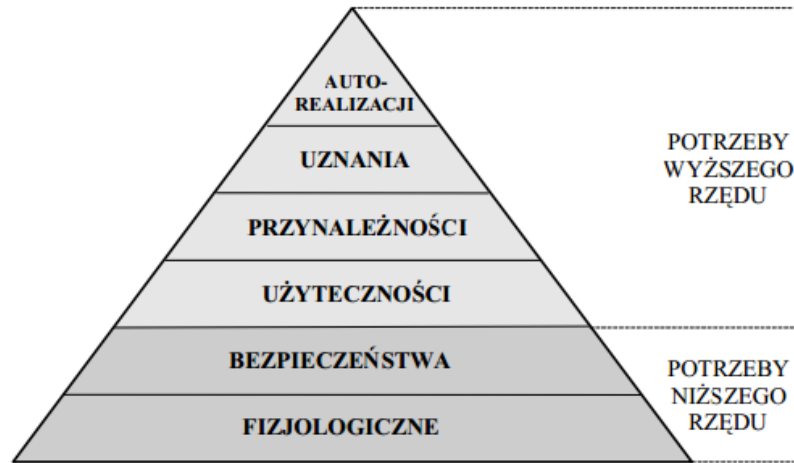 AUTO-
REALIZACJI
UZNANIA
PRZYNALEŻNOŚCI
UŻYTECZNOŚCI
BEZPIECZEŃSTWA
FIZJOLOGICZNE
POTRZEBY
WYŻSZEGO
RZĘDU
POTRZEBY
NIŻSZEGO
RZĘDU